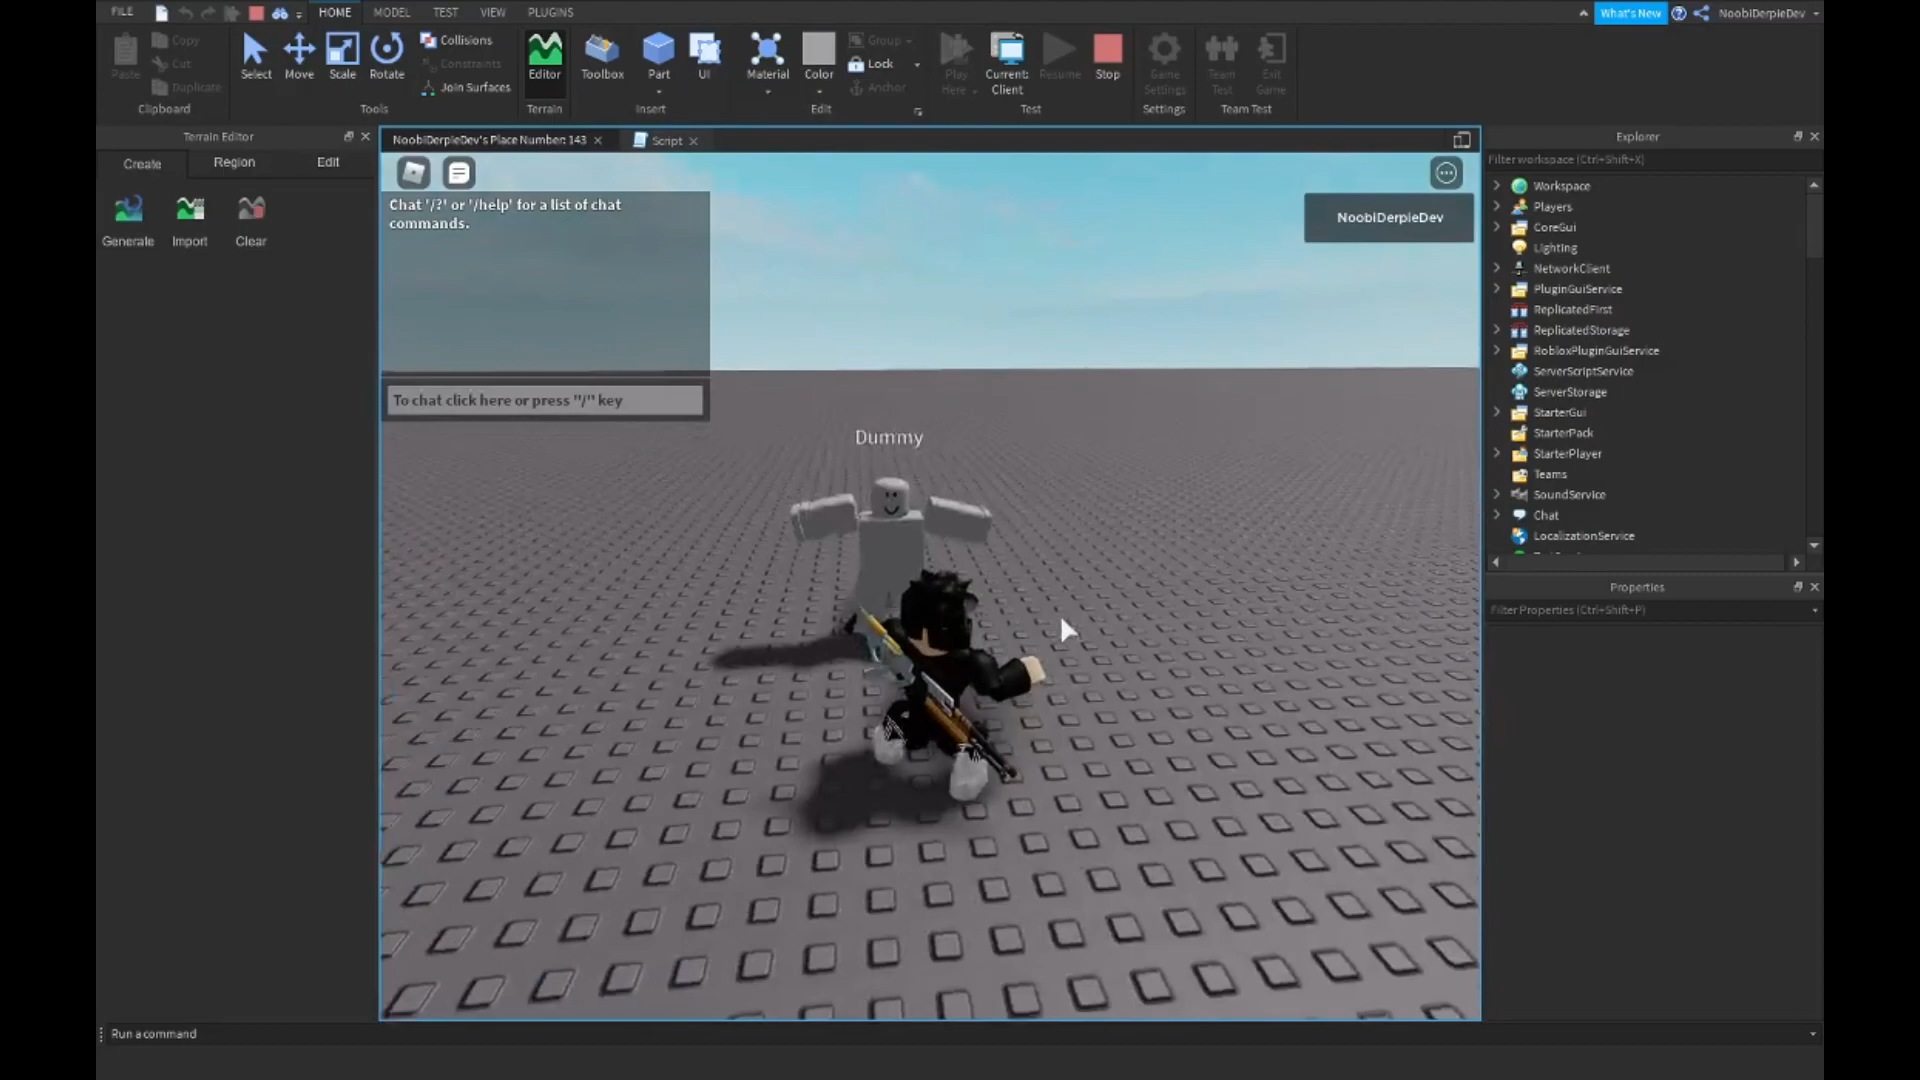 FILE
HOME
MODEL
TEST
VIEW
PLUGINS
What's New
NoobiDerpieDev
Paste
Copy
Cut
Duplicate
Clipboard
Select
Move
Scale
Rotate
Collisions
Constraints
Join Surfaces
Tools
Editor
Terrain
Toolbox
Part
UI
Insert
Material
Color
Group
Lock
Anchor
Edit
Play
Here
Current:
Client
Resume
Stop
Test
Game
Settings
Settings
Team
Test
Exit
Game
Team Test
Terrain Editor
Create
Region
Edit
Generate
Import
Clear
NoobiDerpieDev's Place Number: 143
Script
Chat '/?' or '/help' for a list of chat
commands.
To chat click here or press "/" key
NoobiDerpieDev
Dummy
Explorer
Filter workspace (Ctrl+Shift+X)
Workspace
Players
CoreGui
Lighting
NetworkClient
PluginGuiService
ReplicatedFirst
ReplicatedStorage
RobloxPluginGuiService
ServerScriptService
ServerStorage
StarterGui
StarterPack
StarterPlayer
Teams
SoundService
Chat
LocalizationService
Properties
Filter Properties (Ctrl+Shift+P)
Run a command